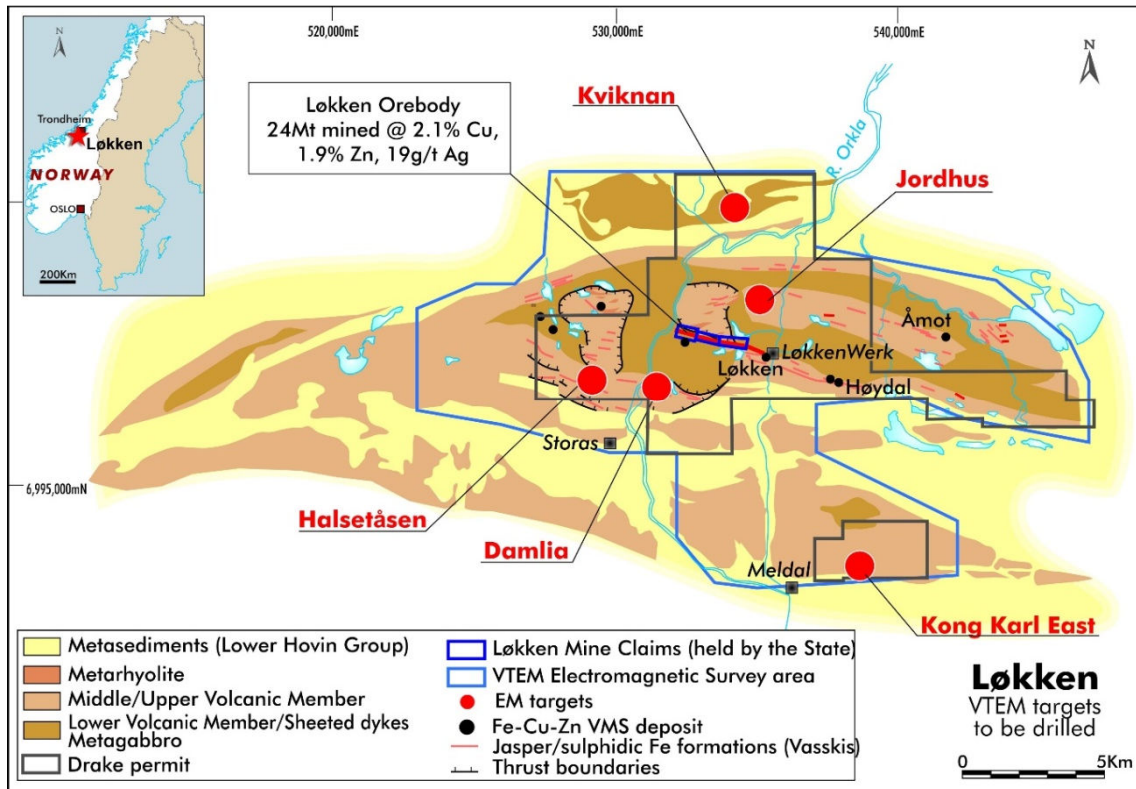 520,000mE
530,000mE
540,000mE
N
Trondheim
Løkken
NORWAY
OSLO
200Km
Løkken Orebody
24Mt mined @ 2.1% Cu,
1.9% Zn, 19g/t Ag
Kviknan
R. Orkla
N
Jordhus
Åmot
LøkkenWerk
Løkken
Høydal
Storas
6,995,000mN
Halsetåsen
Damlia
Meldal
Kong Karl East
Metasediments (Lower Hovin Group)
Metarhyolite
Middle/Upper Volcanic Member
Lower Volcanic Member/Sheeted dykes
Metagabbro
Drake permit
Løkken Mine Claims (held by the State)
VTEM Electromagnetic Survey area
EM targets
Fe-Cu-Zn VMS deposit
Jasper/sulphidic Fe formations (Vasskis)
Thrust boundaries
Løkken
VTEM targets
to be drilled
0 5Km